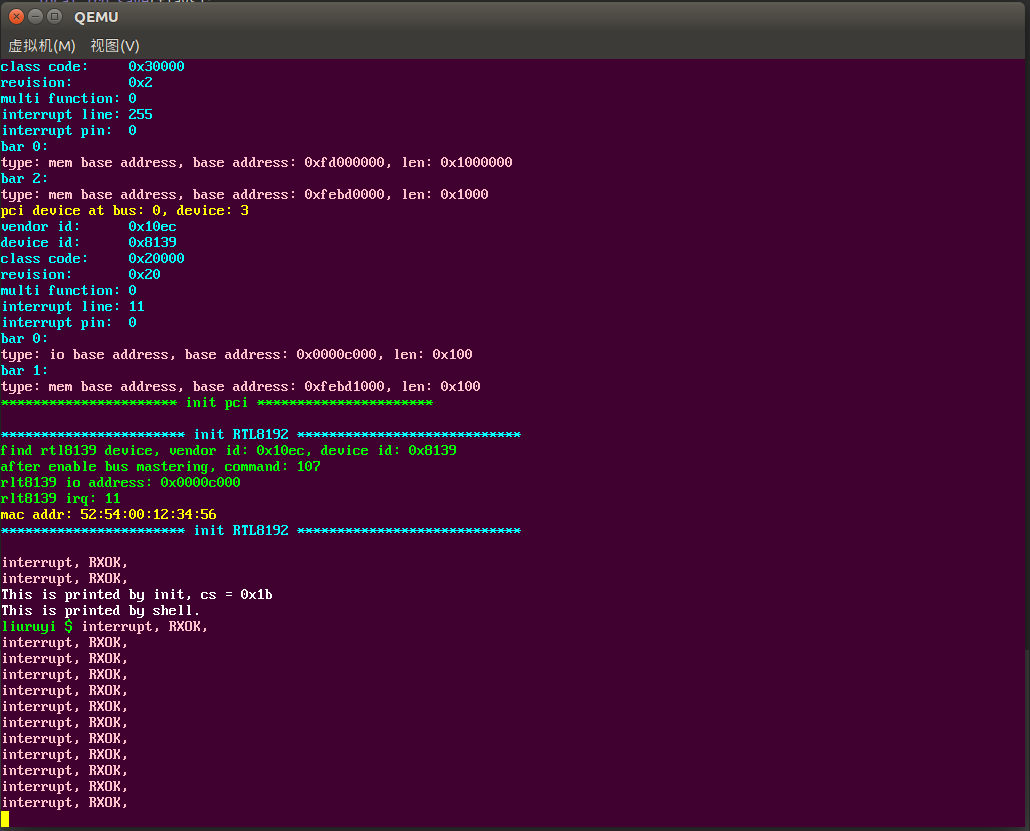 QEMU
虚拟机(M) 视图(V)
class code: 0x30000
revision: 0x2
multi function: 0
interrupt line: 255
interrupt pin: 0
bar 0:
type: mem base address, base address: 0xfd000000, len: 0x1000000
bar 2:
type: mem base address, base address: 0xfebd0000, len: 0x1000
pci device at bus: 0, device: 3
vendor id: 0x10ec
device id: 0x8139
class code: 0x20000
revision: 0x20
multi function: 0
interrupt line: 11
interrupt pin: 0
bar 0:
type: io base address, base address: 0x0000c000, len: 0x100
bar 1:
type: mem base address, base address: 0xfebd1000, len: 0x100
********************** init pci **********************
*********************** init RTL8192 ****************************
find rtl8139 device, vendor id: 0x10ec, device id: 0x8139
after enable bus mastering, command: 107
rlt8139 io address: 0x0000c000
rlt8139 irq: 11
mac addr: 52:54:00:12:34:56
*********************** init RTL8192 ****************************
interrupt, RXOK,
interrupt, RXOK,
This is printed by init, cs = 0x1b
This is printed by shell.
liuruyi $ interrupt, RXOK,
interrupt, RXOK,
interrupt, RXOK,
interrupt, RXOK,
interrupt, RXOK,
interrupt, RXOK,
interrupt, RXOK,
interrupt, RXOK,
interrupt, RXOK,
interrupt, RXOK,
interrupt, RXOK,
interrupt, RXOK,